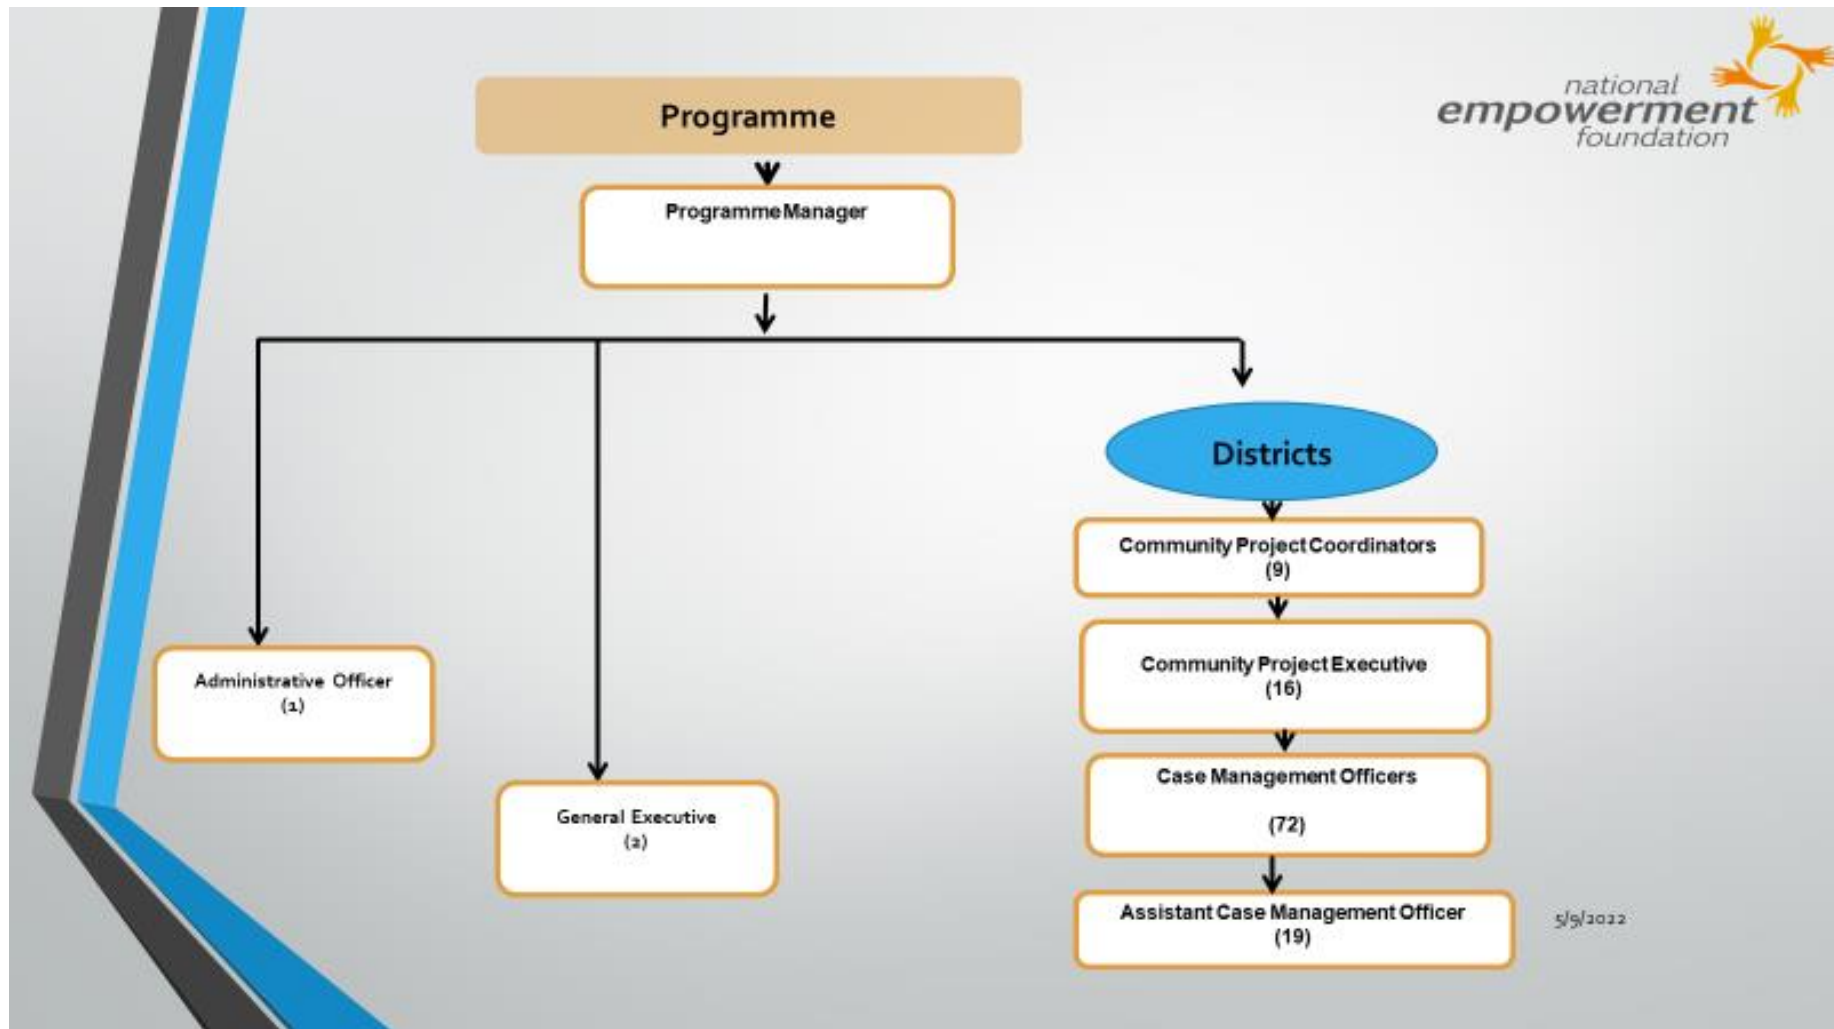 national
empowerment
foundation
Programme
Programme Manager
Districts
Community Project Coordinators
(9)
Community Project Executive
(16)
Administrative Officer
(1)
Case Management Officers
(72)
General Executive
(2)
Assistant Case Management Officer
(19)
5/9/2022